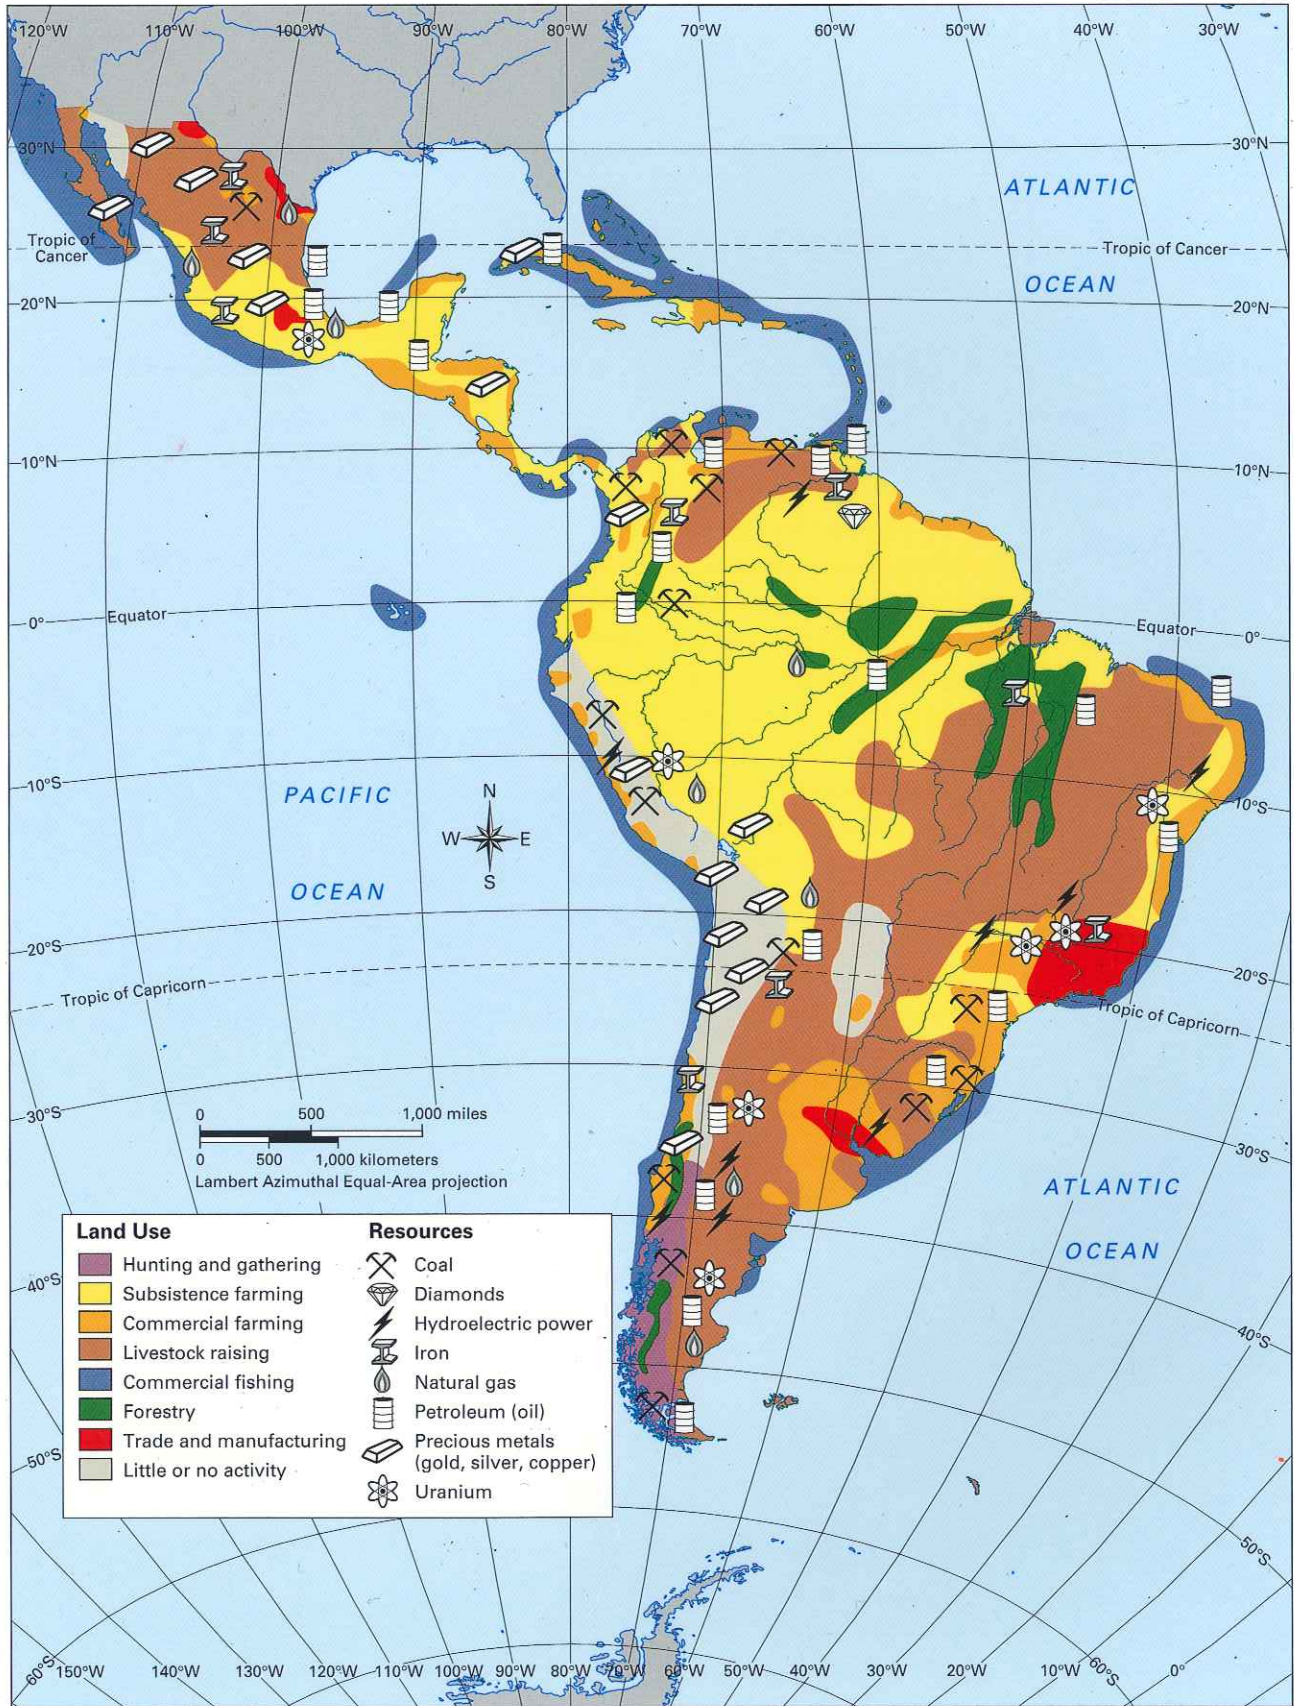 120°W 110°W 100°W 90°W 80°W 70°W 60°W 50°W 40°W 30°W
30°N 30°N
ATLANTIC
Tropic of
Cancer
Tropic of Cancer
OCEAN
20°N 20°N
10°N 10°N
Equator
0°
Equator 0°
10°S 10°S
PACIFIC
N
W E
S
OCEAN
20°S 20°S
Tropic of Capricorn
Tropic of Capricorn
30°S 30°S
0 500 1,000 miles
0 500 1,000 kilometers
Lambert Azimuthal Equal-Area projection
ATLANTIC
OCEAN
Land Use
Hunting and gathering
Subsistence farming
Commercial farming
Livestock raising
Commercial fishing
Forestry
Trade and manufacturing
Little or no activity
Resources
Coal
Diamonds
Hydroelectric power
Iron
Natural gas
Petroleum (oil)
Precious metals
(gold, silver, copper)
Uranium
40°S 40°S
50°S 50°S
60°S 150°W 140°W 130°W 120°W 110°W 100°W 90°W 80°W 70°W 60°W 50°W 40°W 30°W 20°W 10°W 60°S 0°